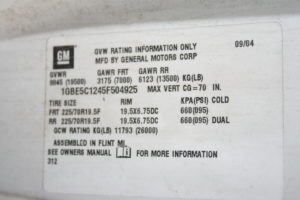 GM
GVW RATING INFORMATION ONLY
09/04
MFD BY GENERAL MOTORS CORP
GVWR GAWR FRT GAWR RR
8845 (19500) 3175 (7000) 6123 (13500) KG(LB)
1GBE5C1245F504925 MAX VERT CG= 70 IN
TIRE SIZE RIM KPA(PSI) COLD
FRT 225/70R19.5F 19.5X6.75DC 660(095)
RR 225/70R19.5F 19.5X6.75DC 660(095) DUAL
GCW RATING KG(LB) 11793 (26000)
ASSEMBLED IN FLINT MI
SEE OWNERS MANUAL FOR MORE INFORMATION
312